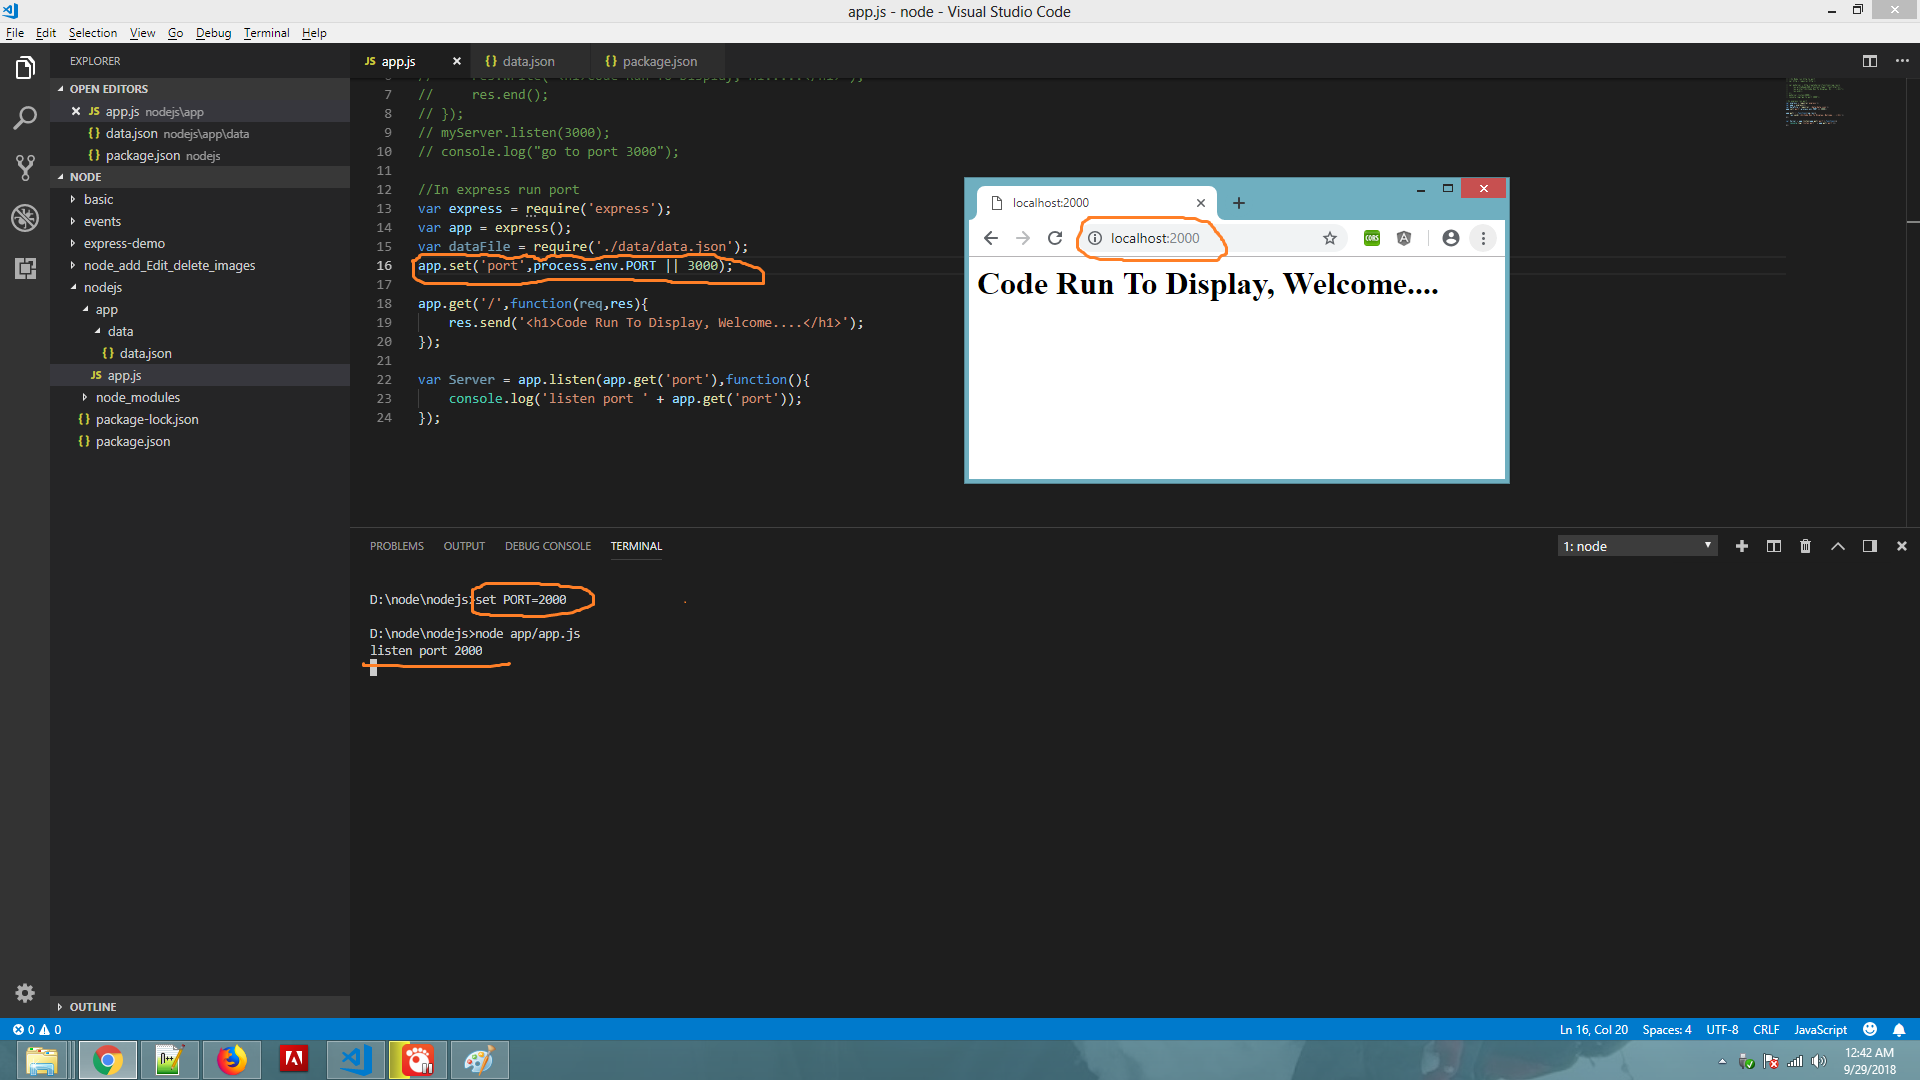 app.js - node - Visual Studio Code
File Edit Selection View Go Debug Terminal Help
EXPLORER
OPEN EDITORS
JS app.js nodejs\app
{} data.json nodejs\app\data
{} package.json nodejs
NODE
basic
events
express-demo
node_add_Edit_delete_images
nodejs
app
data
{} data.json
JS app.js
node_modules
{} package-lock.json
{} package.json
OUTLINE
JS app.js {} data.json {} package.json
7 //     res.end();
8 // });
9 // myServer.listen(3000);
10 // console.log("go to port 3000");
11
12 //In express run port
13 var express = require('express');
14 var app = express();
15 var dataFile = require('./data/data.json');
16 app.set('port',process.env.PORT || 3000);
17
18 app.get('/',function(req,res){
19     res.send('<h1>Code Run To Display, Welcome....</h1>');
20 });
21
22 var Server = app.listen(app.get('port'),function(){
23     console.log('listen port ' + app.get('port'));
24 });
localhost:2000
localhost:2000
CORS
Code Run To Display, Welcome....
PROBLEMS OUTPUT DEBUG CONSOLE TERMINAL
1: node
D:\node\nodejs>set PORT=2000
D:\node\nodejs>node app/app.js
listen port 2000
0 0
Ln 16, Col 20 Spaces: 4 UTF-8 CRLF JavaScript
12:42 AM
9/29/2018